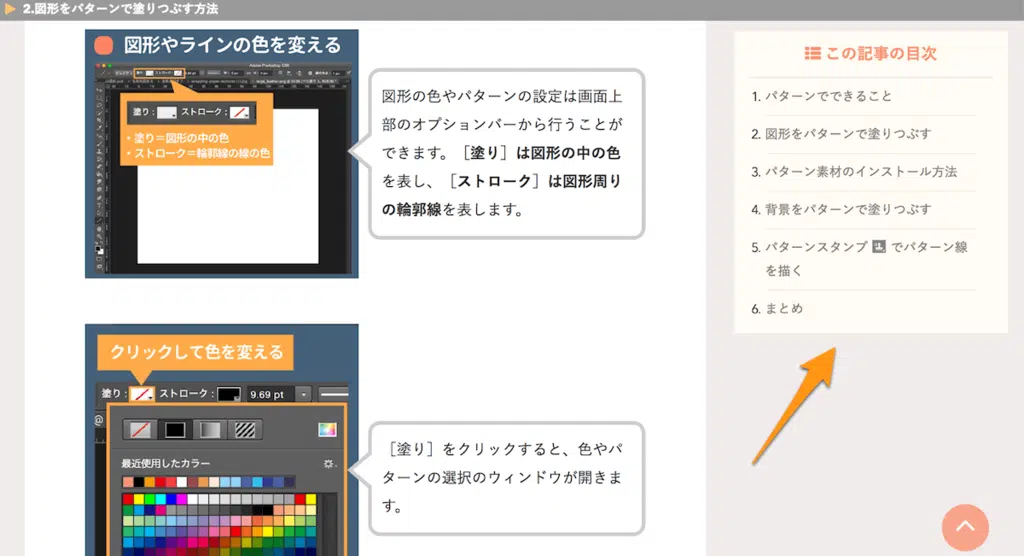 2.図形をパターンで塗りつぶす方法
図形やラインの色を変える
塗り： ストローク：
・塗り＝図形の中の色
・ストローク＝輪郭線の線の色
図形の色やパターンの設定は画面上
部のオプションバーから行うことが
できます。［塗り］は図形の中の色
を表し、［ストローク］は図形周り
の輪郭線を表します。
クリックして色を変える
塗り： ストローク： 9.69 pt
最近使用したカラー
［塗り］をクリックすると、色やパ
ターンの選択のウィンドウが開きま
す。
この記事の目次
1. パターンでできること
2. 図形をパターンで塗りつぶす
3. パターン素材のインストール方法
4. 背景をパターンで塗りつぶす
5. パターンスタンプ でパターン線
を描く
6. まとめ